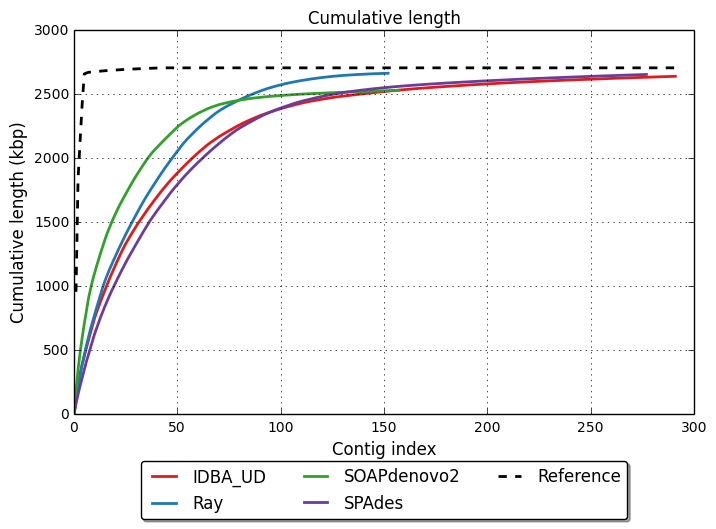 Cumulative length
3000
2500
2000
1500
1000
500
0
Cumulative length (kbp)
0 50 100 150 200 250 300
Contig index
IDBA_UD SOAPdenovo2 Reference
Ray SPAdes